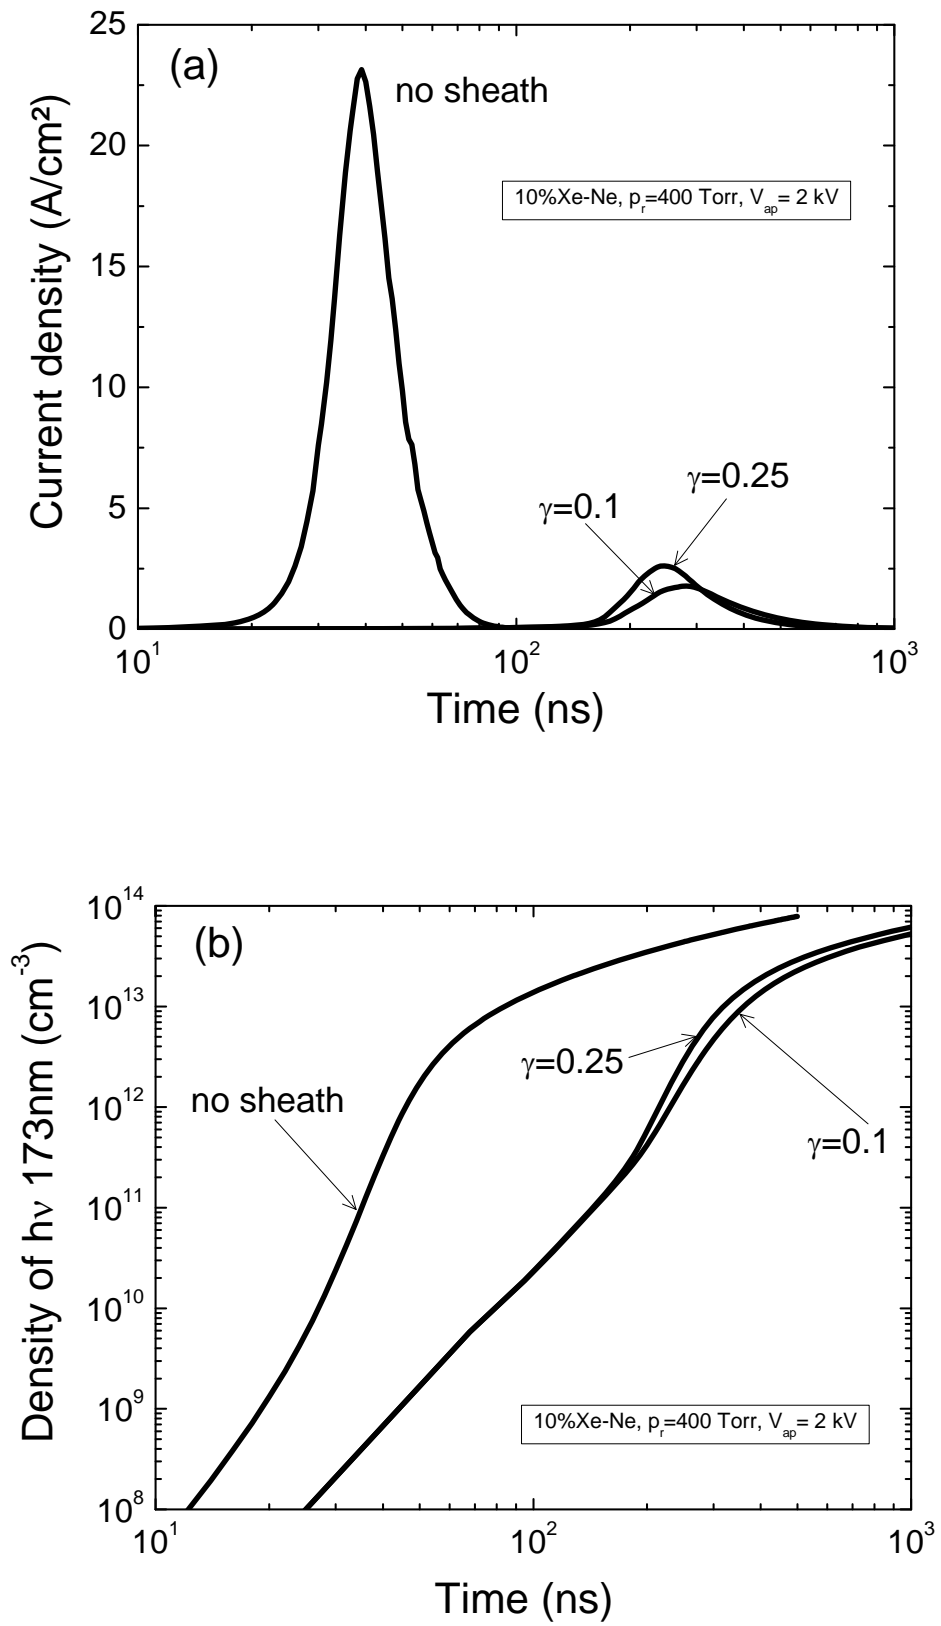 (a)
no sheath
10%Xe-Ne, pᵣ=400 Torr, Vₐₚ= 2 kV
γ=0.25
γ=0.1
Current density (A/cm²)
25
20
15
10
5
0
10¹ 10² 10³
Time (ns)
(b)
no sheath
γ=0.25
γ=0.1
10%Xe-Ne, pᵣ=400 Torr, Vₐₚ= 2 kV
Density of hν 173nm (cm⁻³)
10¹⁴
10¹³
10¹²
10¹¹
10¹⁰
10⁹
10⁸
10¹ 10² 10³
Time (ns)